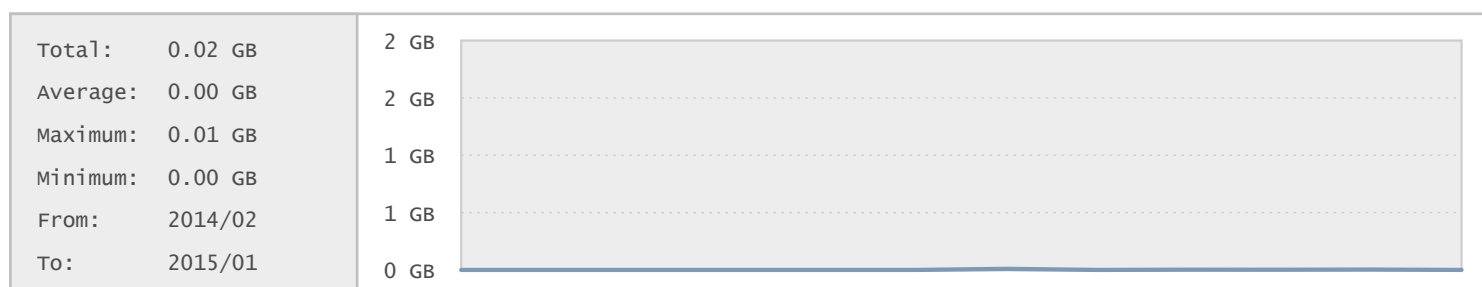 Total: 0.02 GB
Average: 0.00 GB
Maximum: 0.01 GB
Minimum: 0.00 GB
From: 2014/02
To: 2015/01
2 GB
2 GB
1 GB
1 GB
0 GB